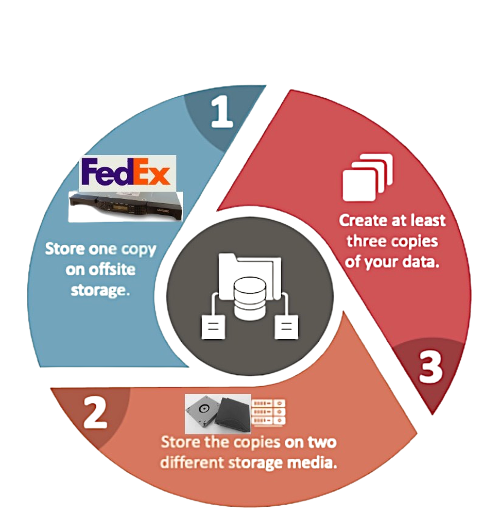 1
FedEx
Store one copy
on offsite
storage.
Create at least
three copies
of your data.
3
2
Store the copies on two
different storage media.